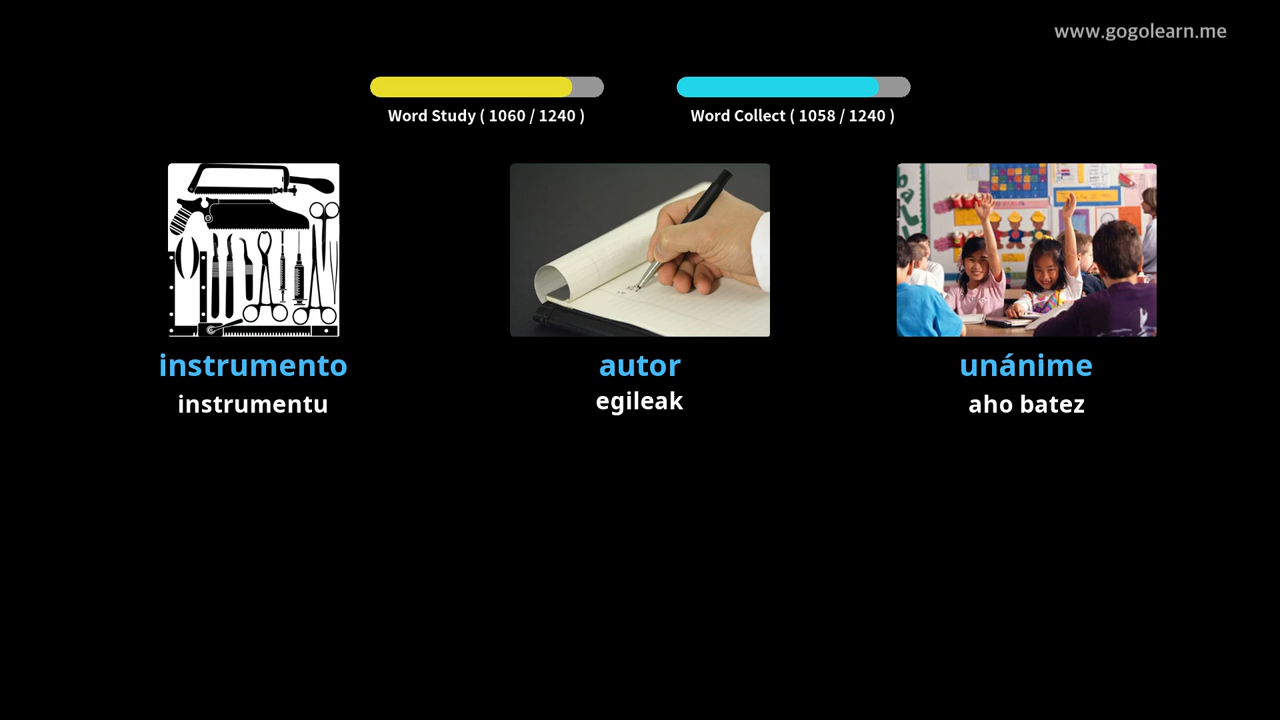 www.gogolearn.me
Word Study ( 1060 / 1240 )
Word Collect ( 1058 / 1240 )
instrumento
instrumentu
autor
egileak
unánime
aho batez